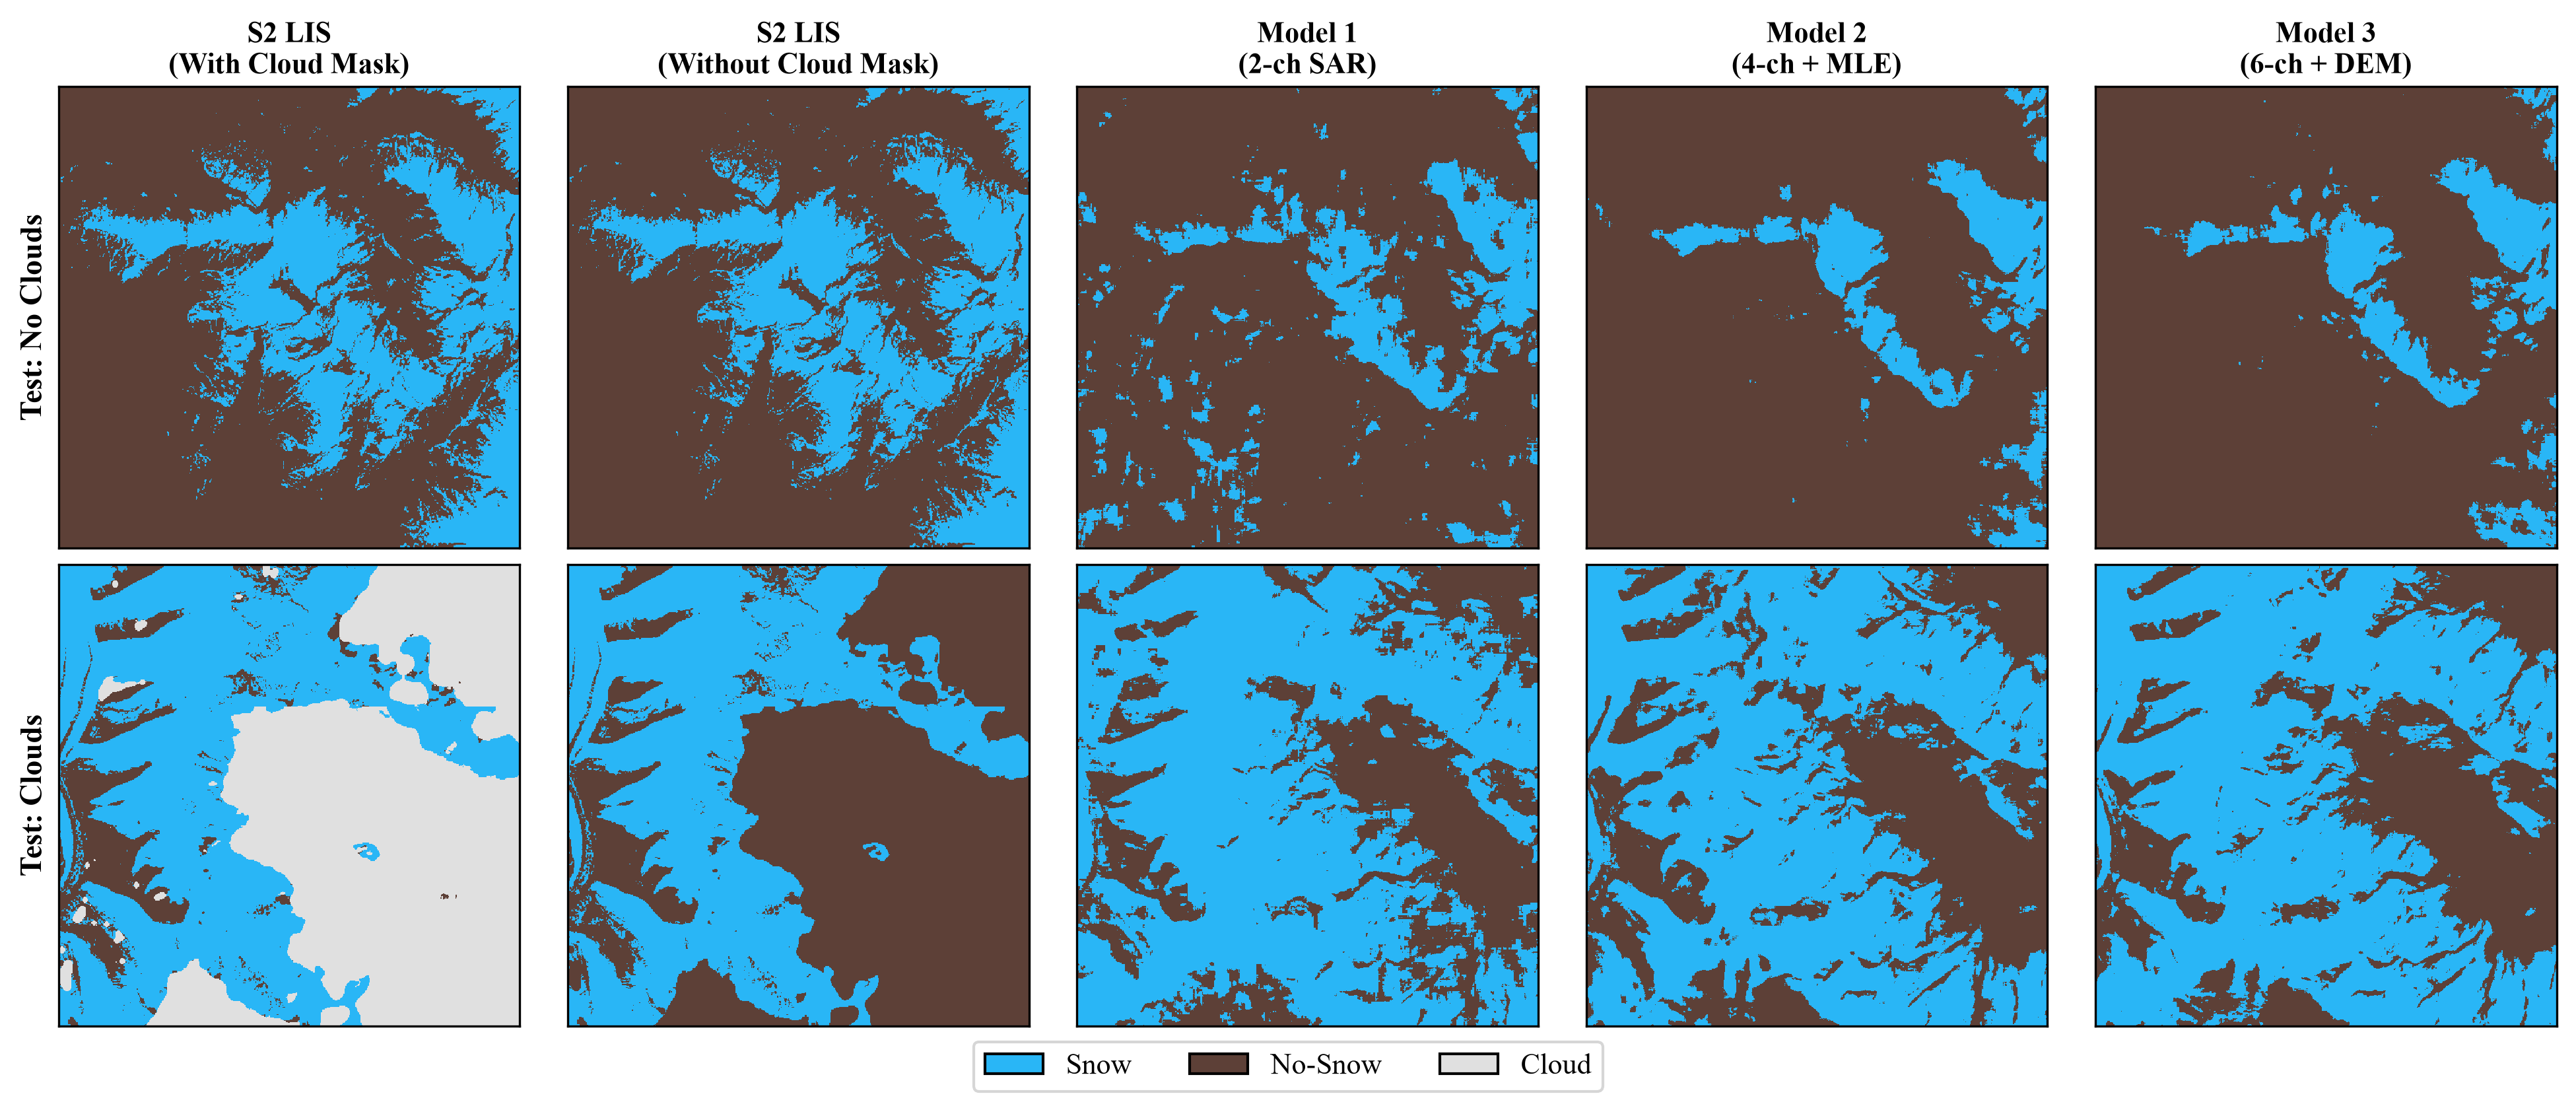 S2 LIS
(With Cloud Mask)
S2 LIS
(Without Cloud Mask)
Model 1
(2-ch SAR)
Model 2
(4-ch + MLE)
Model 3
(6-ch + DEM)
Test: No Clouds
Test: Clouds
Snow
No-Snow
Cloud